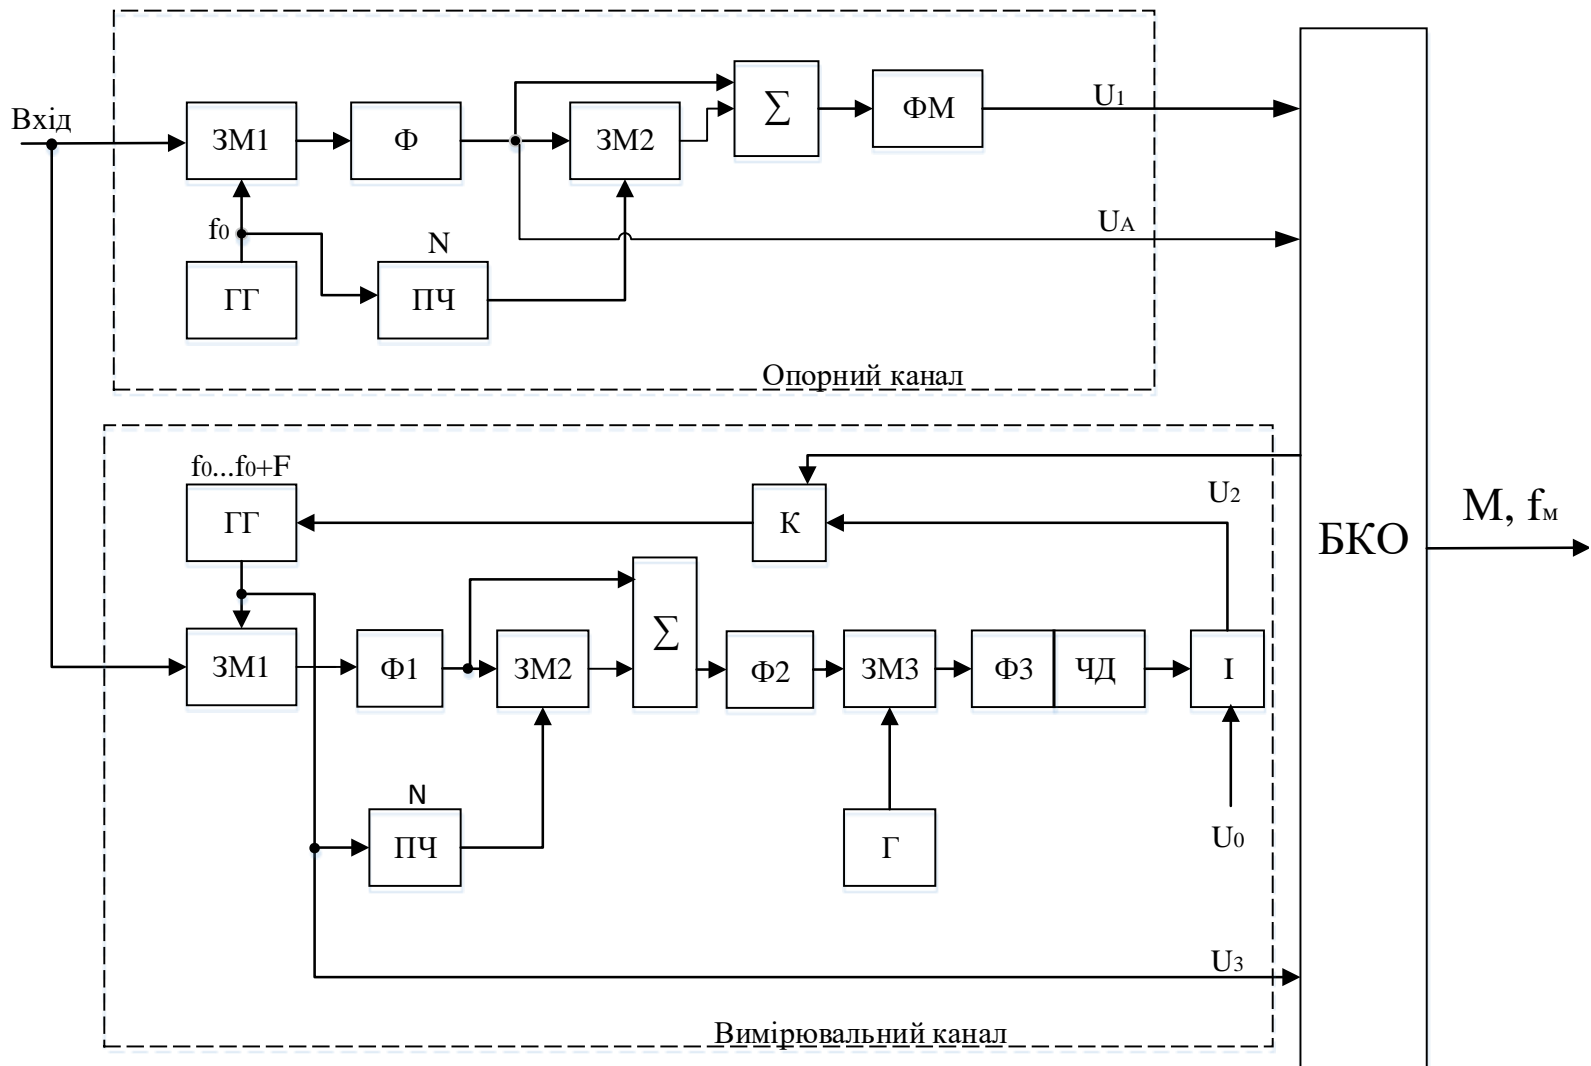 Вхід
ЗМ1
Ф
ЗМ2
∑
ФМ
U1
UА
f0
N
ГГ
ПЧ
Опорний канал
f0...f0+F
ГГ
К
U2
БКО
М, fм
ЗМ1
Ф1
ЗМ2
∑
Ф2
ЗМ3
Ф3
ЧД
І
N
ПЧ
Г
U0
U3
Вимірювальний канал